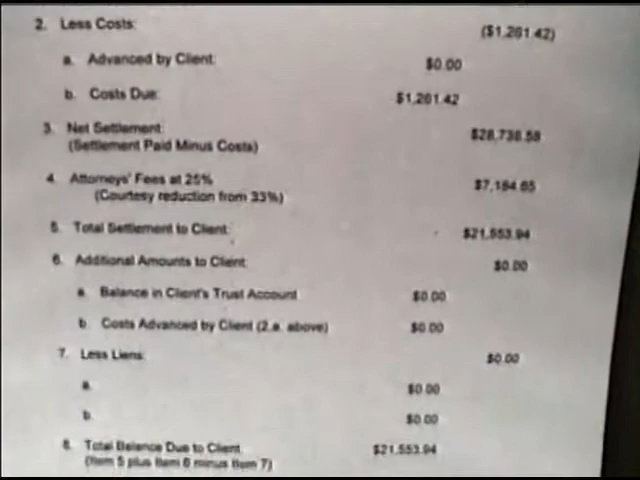 2. Less Costs: ($1,261.42)
a. Advanced by Client: $0.00
b. Costs Due: $1,261.42
3. Net Settlement: $28,738.58
(Settlement Paid Minus Costs)
4. Attorneys' Fees at 25% $7,184.65
(Courtesy reduction from 33%)
5. Total Settlement to Client: $21,553.94
6. Additional Amounts to Client: $0.00
a. Balance in Client's Trust Account $0.00
b. Costs Advanced by Client (2.a. above) $0.00
7. Less Liens: $0.00
a. $0.00
b. $0.00
8. Total Balance Due to Client $21,553.94
(Item 5 plus Item 6 minus Item 7)